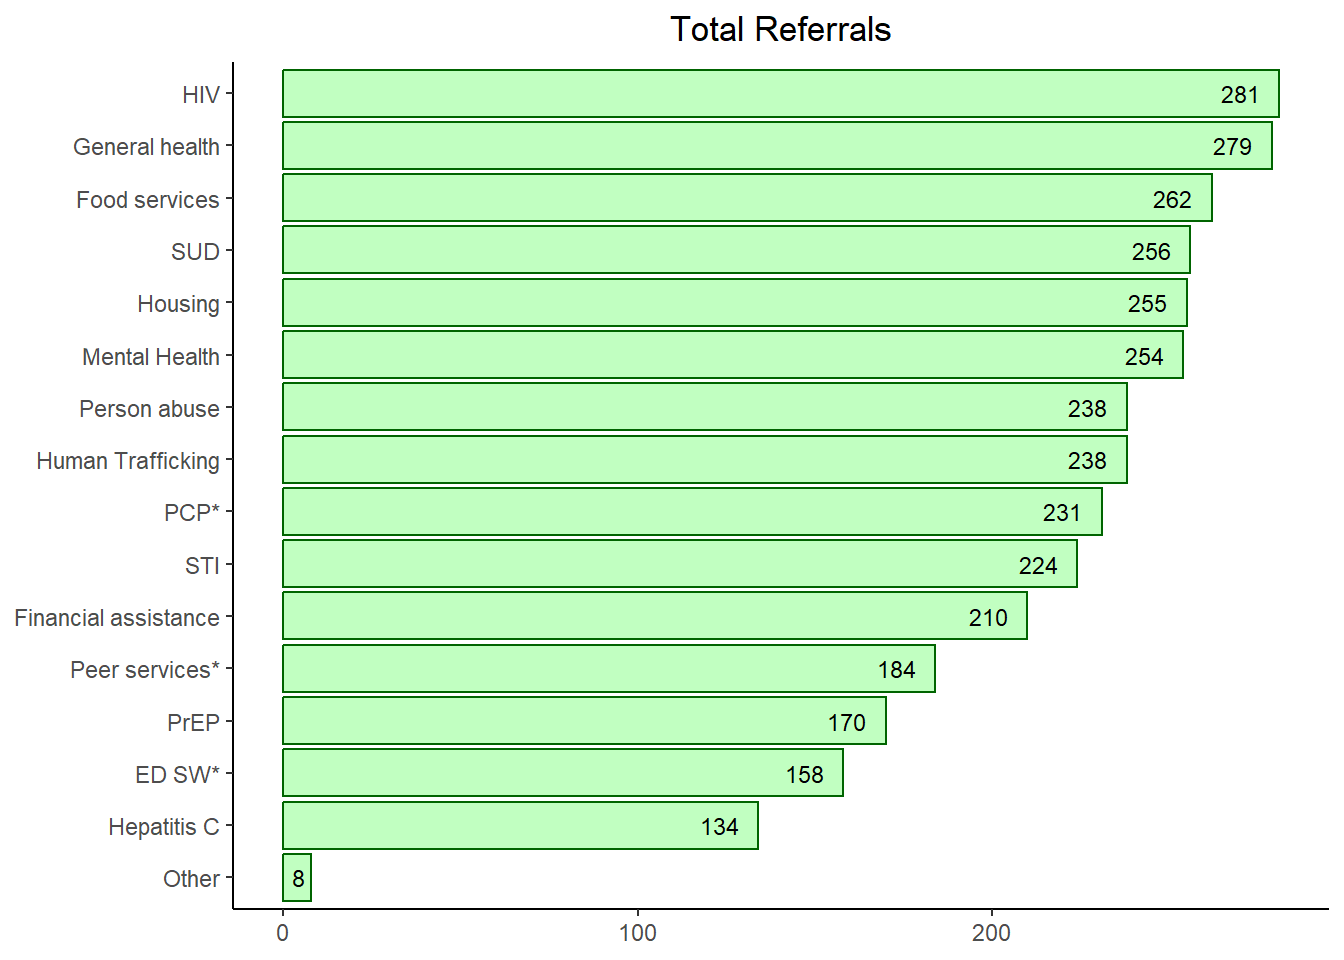 Total Referrals
HIV 281
General health 279
Food services 262
SUD 256
Housing 255
Mental Health 254
Person abuse 238
Human Trafficking 238
PCP* 231
STI 224
Financial assistance 210
Peer services* 184
PrEP 170
ED SW* 158
Hepatitis C 134
Other 8
0 100 200